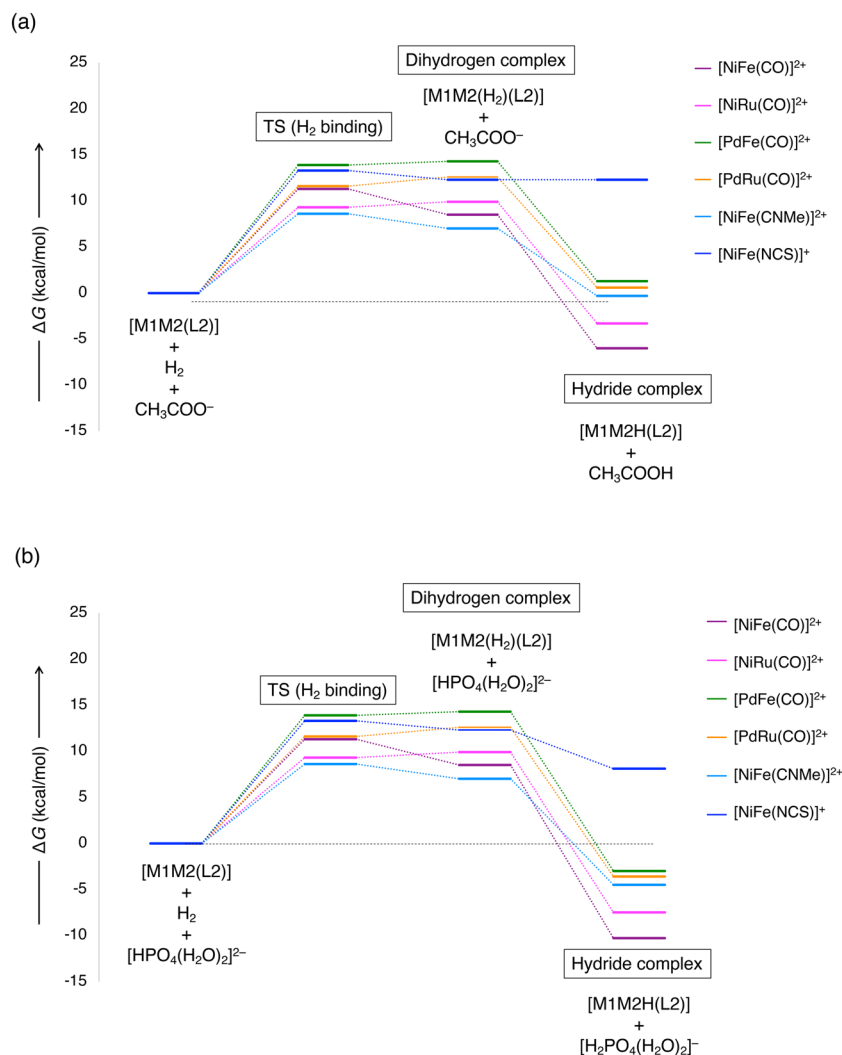 (a)
25
20
15
10
5
0
-5
-10
-15
ΔG (kcal/mol)
TS (H₂ binding)
Dihydrogen complex
[M1M2(H₂)(L2)]
+
CH₃COO⁻
[M1M2(L2)]
+
H₂
+
CH₃COO⁻
Hydride complex
[M1M2H(L2)]
+
CH₃COOH
[NiFe(CO)]²⁺
[NiRu(CO)]²⁺
[PdFe(CO)]²⁺
[PdRu(CO)]²⁺
[NiFe(CNMe)]²⁺
[NiFe(NCS)]⁺
(b)
25
20
15
10
5
0
-5
-10
-15
ΔG (kcal/mol)
TS (H₂ binding)
Dihydrogen complex
[M1M2(H₂)(L2)]
+
[HPO₄(H₂O)₂]²⁻
[M1M2(L2)]
+
H₂
+
[HPO₄(H₂O)₂]²⁻
Hydride complex
[M1M2H(L2)]
+
[H₂PO₄(H₂O)₂]⁻
[NiFe(CO)]²⁺
[NiRu(CO)]²⁺
[PdFe(CO)]²⁺
[PdRu(CO)]²⁺
[NiFe(CNMe)]²⁺
[NiFe(NCS)]⁺